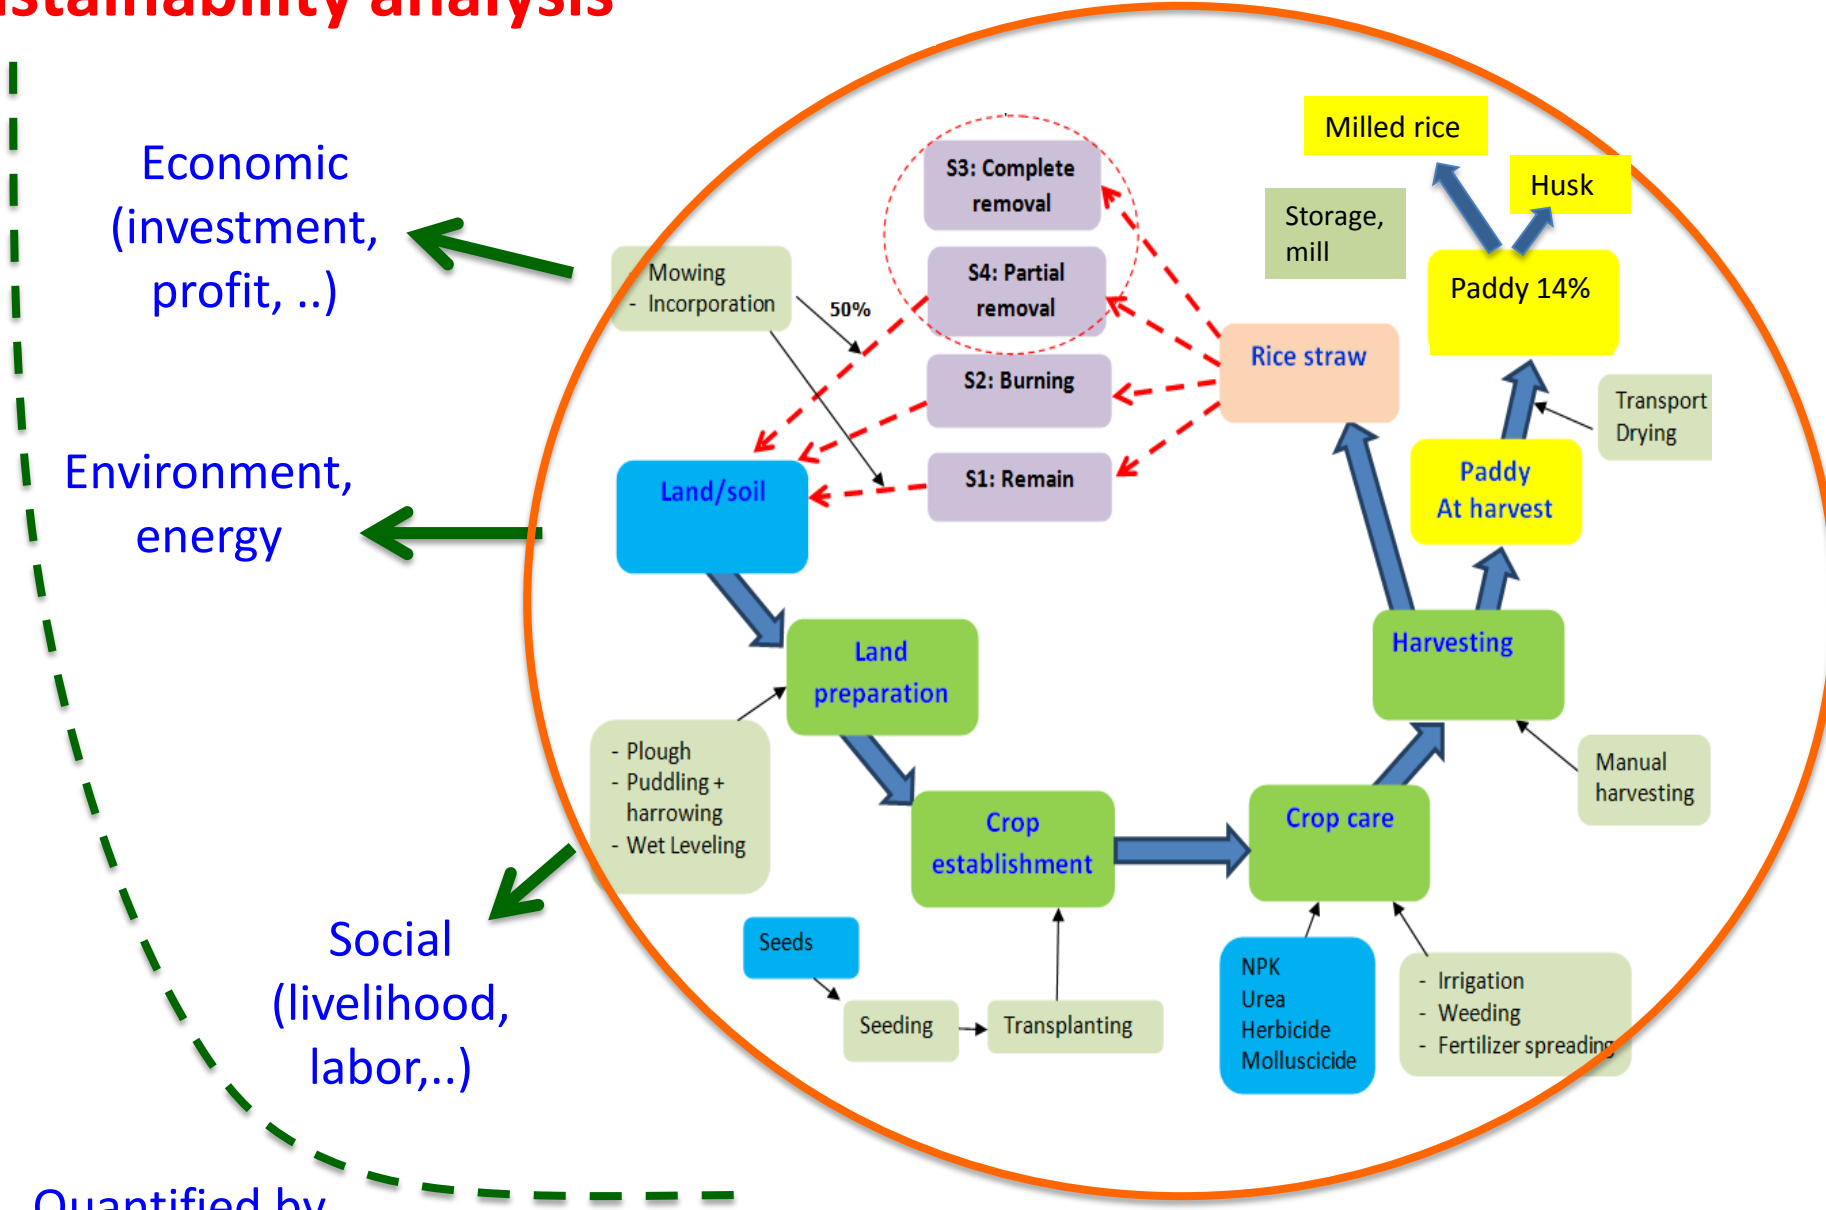 analysis
Economic
(investment,
profit, ..)
Environment,
energy
Social
(livelihood,
labor,..)
Quantified by
Mowing
- Incorporation
50%
S3: Complete
removal
S4: Partial
removal
S2: Burning
S1: Remain
Rice straw
Milled rice
Husk
Storage,
mill
Paddy 14%
Transport
Drying
Paddy
At harvest
Harvesting
Manual
harvesting
Land/soil
Land
preparation
- Plough
- Puddling +
harrowing
- Wet Leveling
Crop
establishment
Crop care
Seeds
Seeding
Transplanting
NPK
Urea
Herbicide
Molluscicide
- Irrigation
- Weeding
- Fertilizer spreading